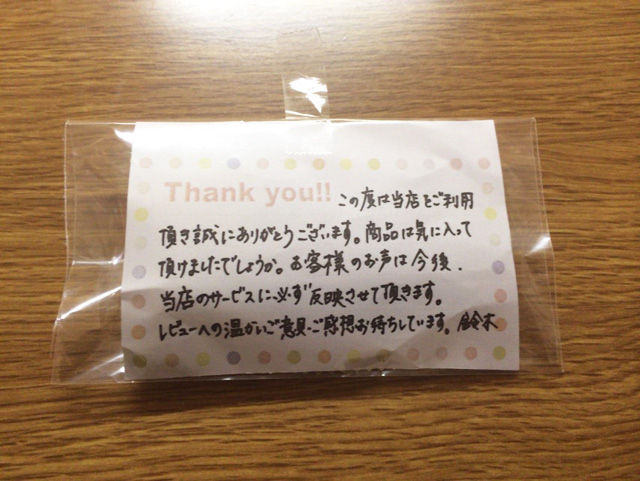 Thank you!! この度は当店をご利用
頂き誠にありがとうございます。商品は気に入って
頂けましたでしょうか。お客様のお声は今後、
当店のサービスに必ず反映させて頂きます。
レビューへの温かいご意見・ご感想お待ちしています。鈴木